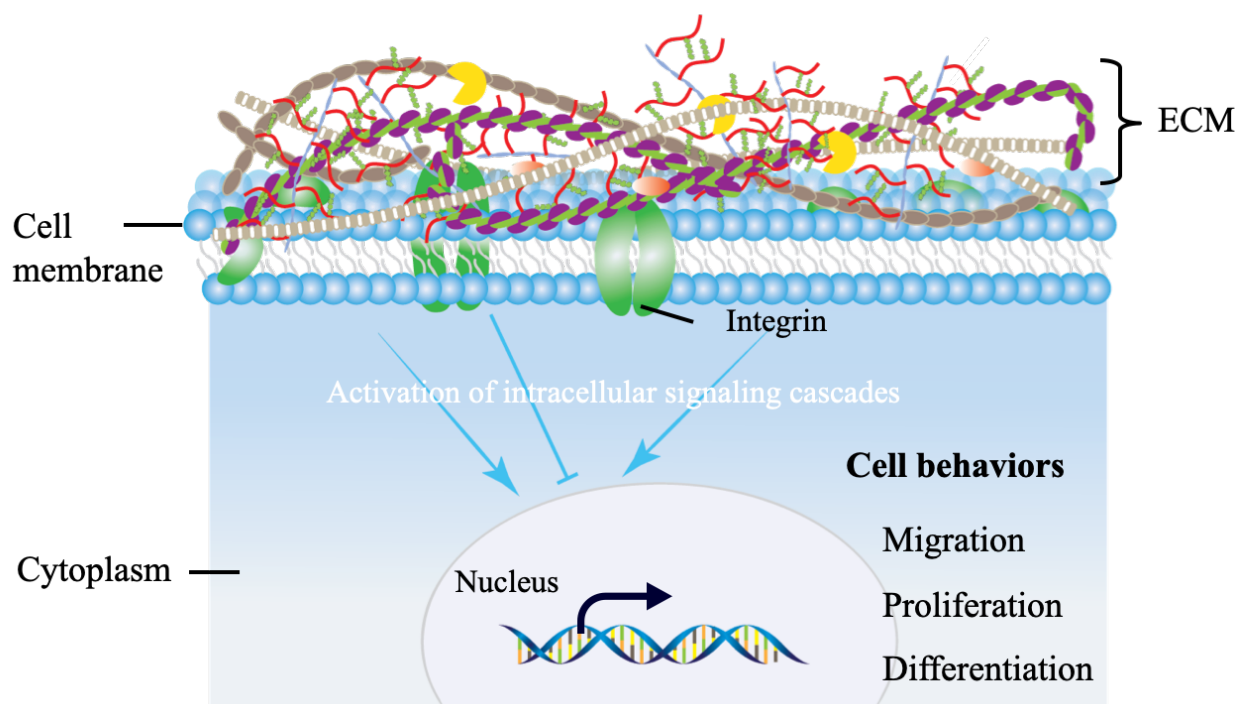 ECM
Cell
membrane
Integrin
Activation of intracellular signaling cascades
Cell behaviors
Migration
Cytoplasm
Nucleus
Proliferation
Differentiation